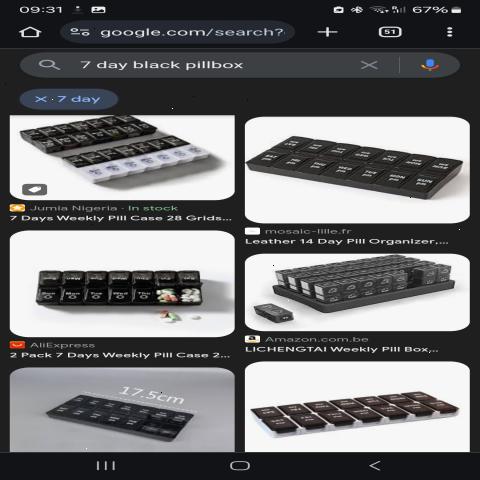 09:31
67%
google.com/search?
51
7 day black pillbox
7 day
Jumia Nigeria · In stock
7 Days Weekly Pill Case 28 Grids...
mosaic-lille.fr
Leather 14 Day Pill Organizer,...
AliExpress
2 Pack 7 Days Weekly Pill Case 2...
Amazon.com.be
LICHENGTAI Weekly Pill Box,...
17.5cm